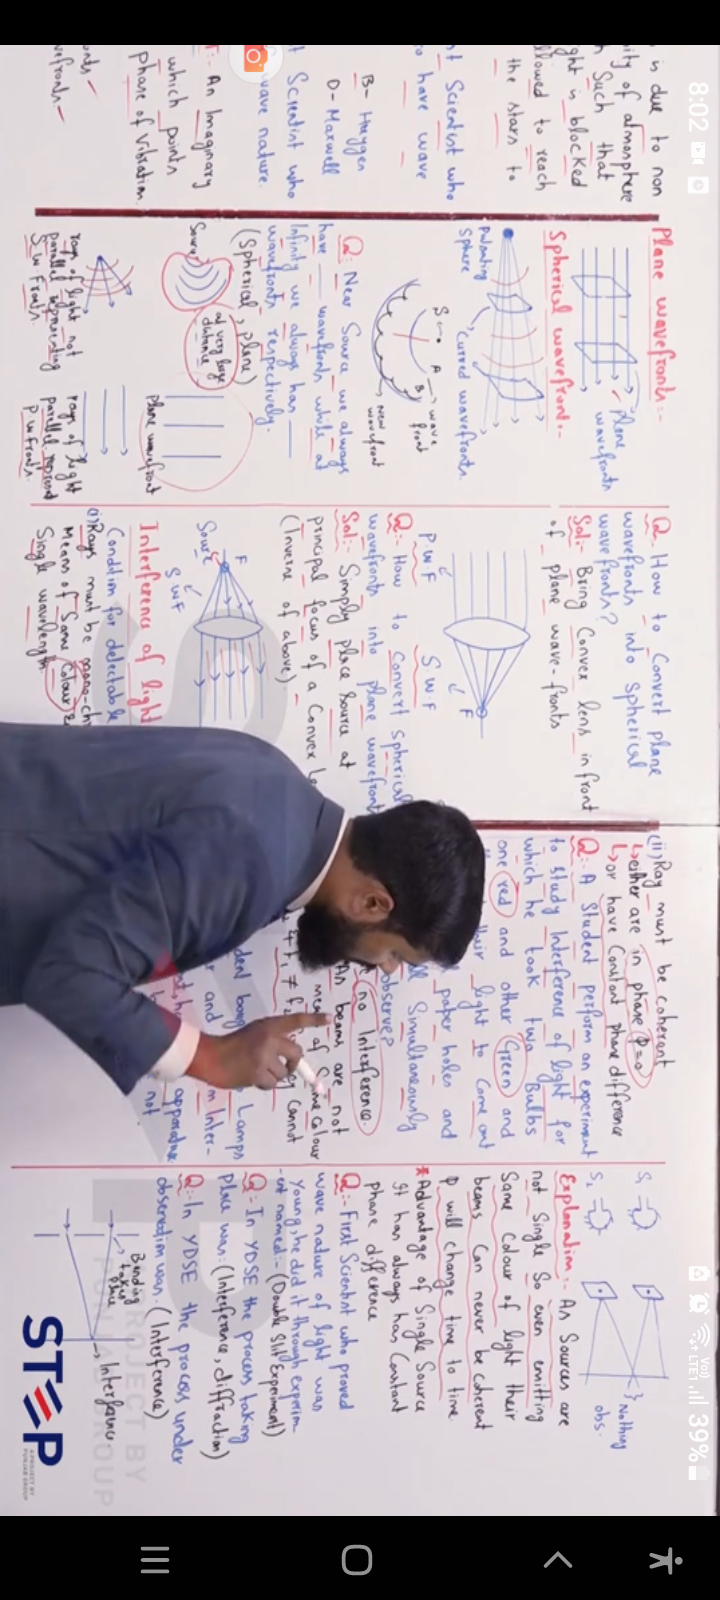 8:02
Vo)) LTE1
39%
is due to non
ity of atmosphere
Such that
ght is blocked
llowed to reach
the stars to
t Scientist who
o have wave
B- Huygen
D- Maxwell
t Scientist who
wave nature.
An Imaginary
which points
phase of Vibration.
Plane wavefronts:-
Plane
wavefronts
Spherical wavefront:-
Pulsating
Sphere
Curved wavefronts
S
A
B
wave
front
New
wavefront
Q:- Near Source we always
have ___ wavefronts while at
Infinity we always has ___
wavefronts respectively.
(Spherical, plane)
Source
at very large
distance
Plane wavefront
rays of light not
parallel representing
S w Fronts.
rays of light
parallel represent
P w Fronts.
Q. How to Convert plane
wavefronts into Spherical
wavefronts?
Sol:- Bring Convex lens in front
of plane wave-fronts
P W F
S W F
F
Q:- How to Convert Spherical
wavefronts into plane wavefront
Sol:- Simply place Source at
principal focus of a Convex Le
(Inverse of above).
Source
F
S W F
Interference of light
Condition for detectable
(i) Rays must be mono-ch
Means of Same Colour &
Single wavelength
(ii) Ray must be coherent
↳ either are in phase Φ=0
↳ or have Constant phase difference
Q:- A Student perform an experiment
to study Interference of light for
which he took two Bulbs
one red and other Green and
their light to come out
paper holes and
Simultaneously
observe?
no Interference.
An beams are not
mean of Same Colour
cannot
Lamps
Inter-
apparatus
not
S₁
S₂
Nothing
obs.
Explanation:- As Sources are
not Single So even emitting
Same Colour of light their
beams Can never be coherent
Φ will change time to time
*Advantage of Single Source
It has always has Constant
phase difference
Q:- First Scientist who proved
wave nature of light was
Young, he did it through experim-
-ent named:- (Double Slit Experiment)
Q:- In YDSE the process taking
place was: (Interference, diffraction)
Q:- In YDSE the process under
observation was: (Interference)
Bending
taking
place
Interference
STEP
A PROJECT BY
PUNJAB GROUP